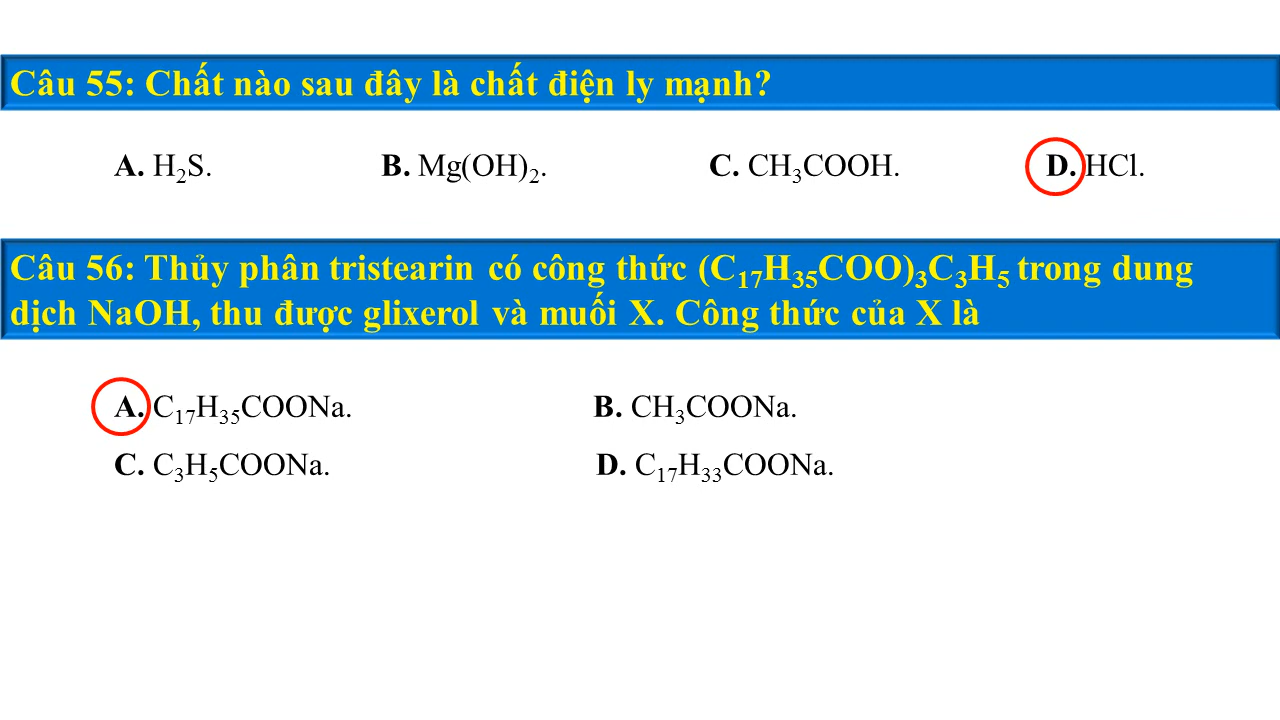 Câu 55: Chất nào sau đây là chất điện ly mạnh?
A. H₂S. B. Mg(OH)₂. C. CH₃COOH. D. HCl.
Câu 56: Thủy phân tristearin có công thức (C₁₇H₃₅COO)₃C₃H₅ trong dung
dịch NaOH, thu được glixerol và muối X. Công thức của X là
A. C₁₇H₃₅COONa. B. CH₃COONa.
C. C₃H₅COONa. D. C₁₇H₃₃COONa.